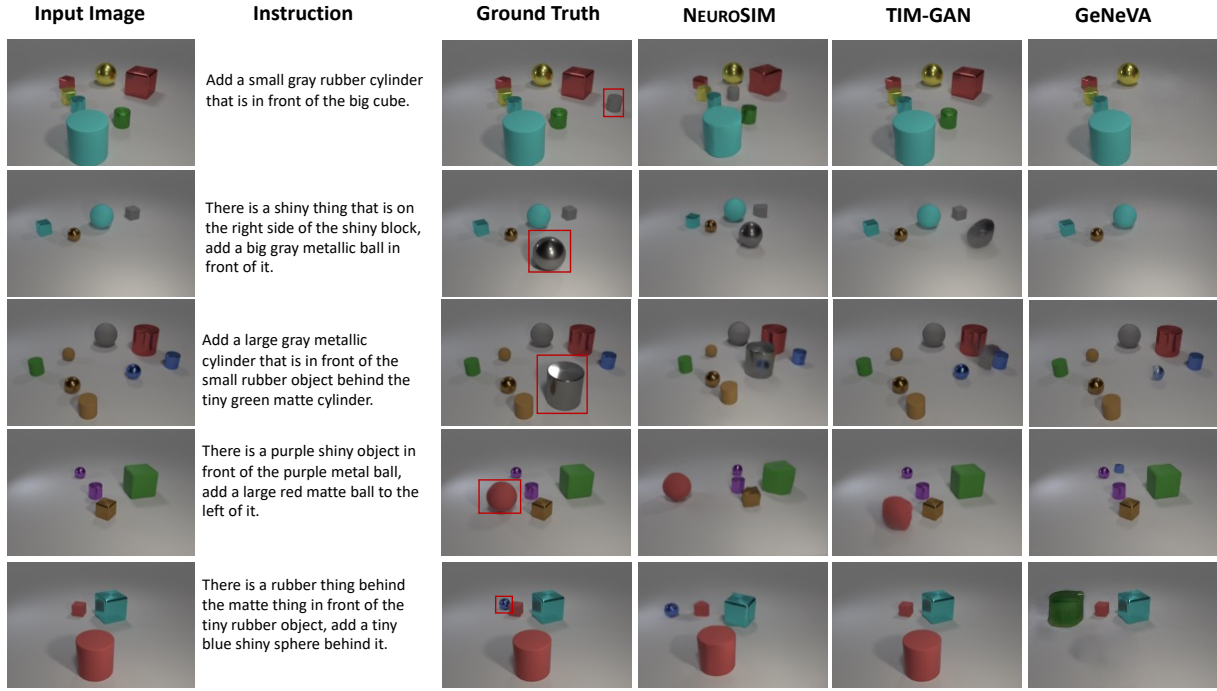 Input Image Instruction Ground Truth NEUROSIM TIM-GAN GeNeVA
Add a small gray rubber cylinder
that is in front of the big cube.
There is a shiny thing that is on
the right side of the shiny block,
add a big gray metallic ball in
front of it.
Add a large gray metallic
cylinder that is in front of the
small rubber object behind the
tiny green matte cylinder.
There is a purple shiny object in
front of the purple metal ball,
add a large red matte ball to the
left of it.
There is a rubber thing behind
the matte thing in front of the
tiny rubber object, add a tiny
blue shiny sphere behind it.